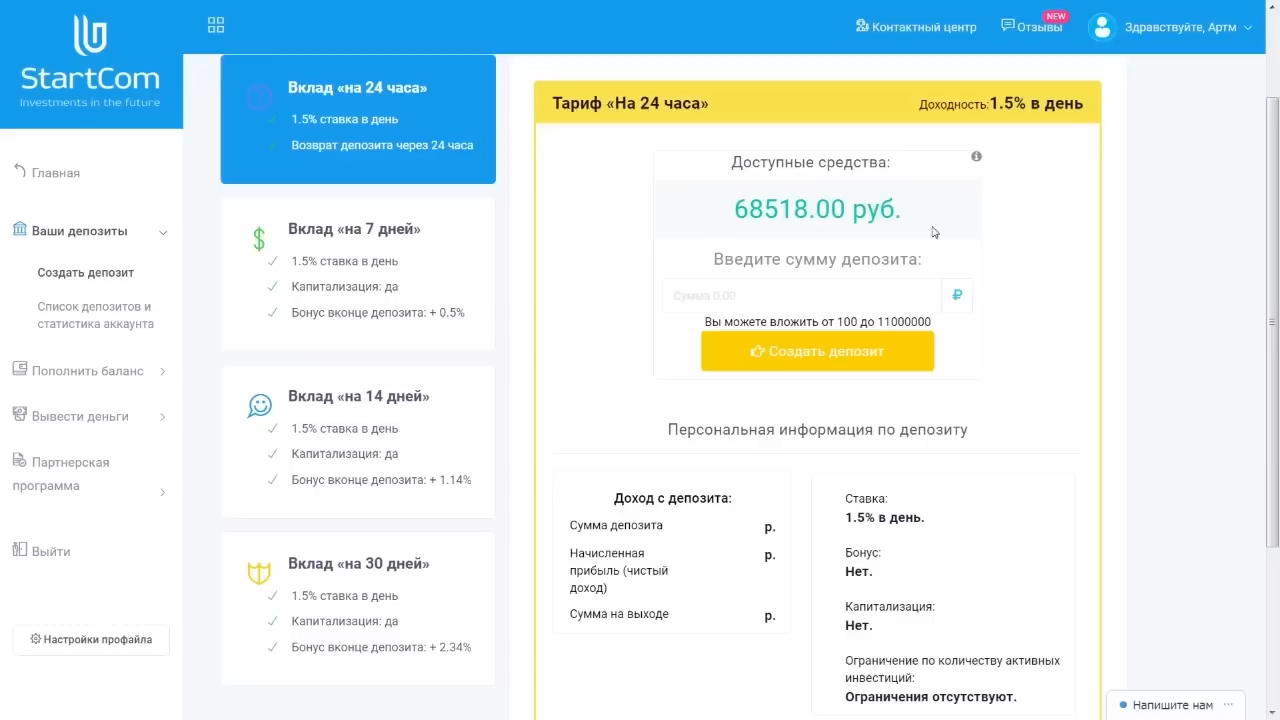 StartCom
Investments in the future
Контактный центр
Отзывы
NEW
Здравствуйте, Артм
Главная
Ваши депозиты
Создать депозит
Список депозитов и
статистика аккаунта
Пополнить баланс
Вывести деньги
Партнерская
программа
Выйти
Настройки профайла
Вклад «на 24 часа»
1.5% ставка в день
Возврат депозита через 24 часа
Вклад «на 7 дней»
1.5% ставка в день
Капитализация: да
Бонус вконце депозита: + 0.5%
Вклад «на 14 дней»
1.5% ставка в день
Капитализация: да
Бонус вконце депозита: + 1.14%
Вклад «на 30 дней»
1.5% ставка в день
Капитализация: да
Бонус вконце депозита: + 2.34%
Тариф «На 24 часа»
Доходность:1.5% в день
Доступные средства:
68518.00 руб.
Введите сумму депозита:
Сумма 0.00
₽
Вы можете вложить от 100 до 11000000
Создать депозит
Персональная информация по депозиту
Доход с депозита:
Сумма депозита р.
Начисленная р.
прибыль (чистый
доход)
Сумма на выходе р.
Ставка:
1.5% в день.
Бонус:
Нет.
Капитализация:
Нет.
Ограничение по количеству активных
инвестиций:
Ограничения отсутствуют.
Напишите нам